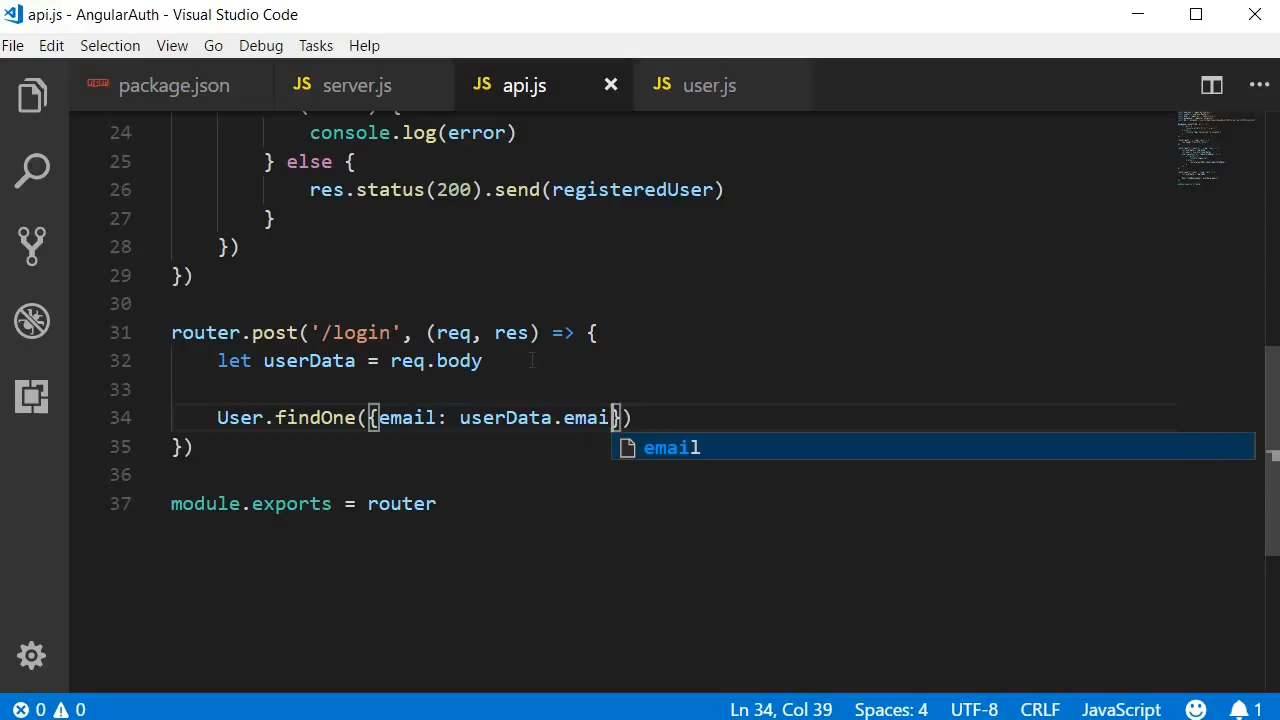 api.js - AngularAuth - Visual Studio Code
File Edit Selection View Go Debug Tasks Help
package.json JS server.js JS api.js JS user.js
24 console.log(error)
25 } else {
26 res.status(200).send(registeredUser)
27 }
28 })
29 })
30
31 router.post('/login', (req, res) => {
32 let userData = req.body
33
34 User.findOne({email: userData.emai})
35 })
email
36
37 module.exports = router
0 0 Ln 34, Col 39 Spaces: 4 UTF-8 CRLF JavaScript 1